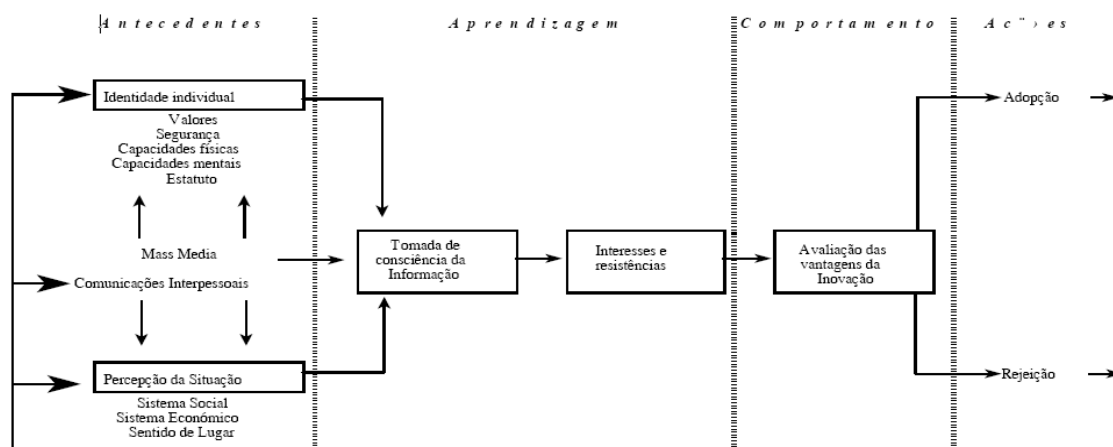 Antecedentes
Aprendizagem
Comportamento
Identidade individual
Valores
Segurança
Capacidades físicas
Capacidades mentais
Estatuto
Mass Media
Comunicações Interpessoais
Percepção da Situação
Sistema Social
Sistema Económico
Sentido de Lugar
Tomada de
consciência da
Informação
Interesses e
resistências
Avaliação das
vantagens da
Inovação
Adopção
Rejeição